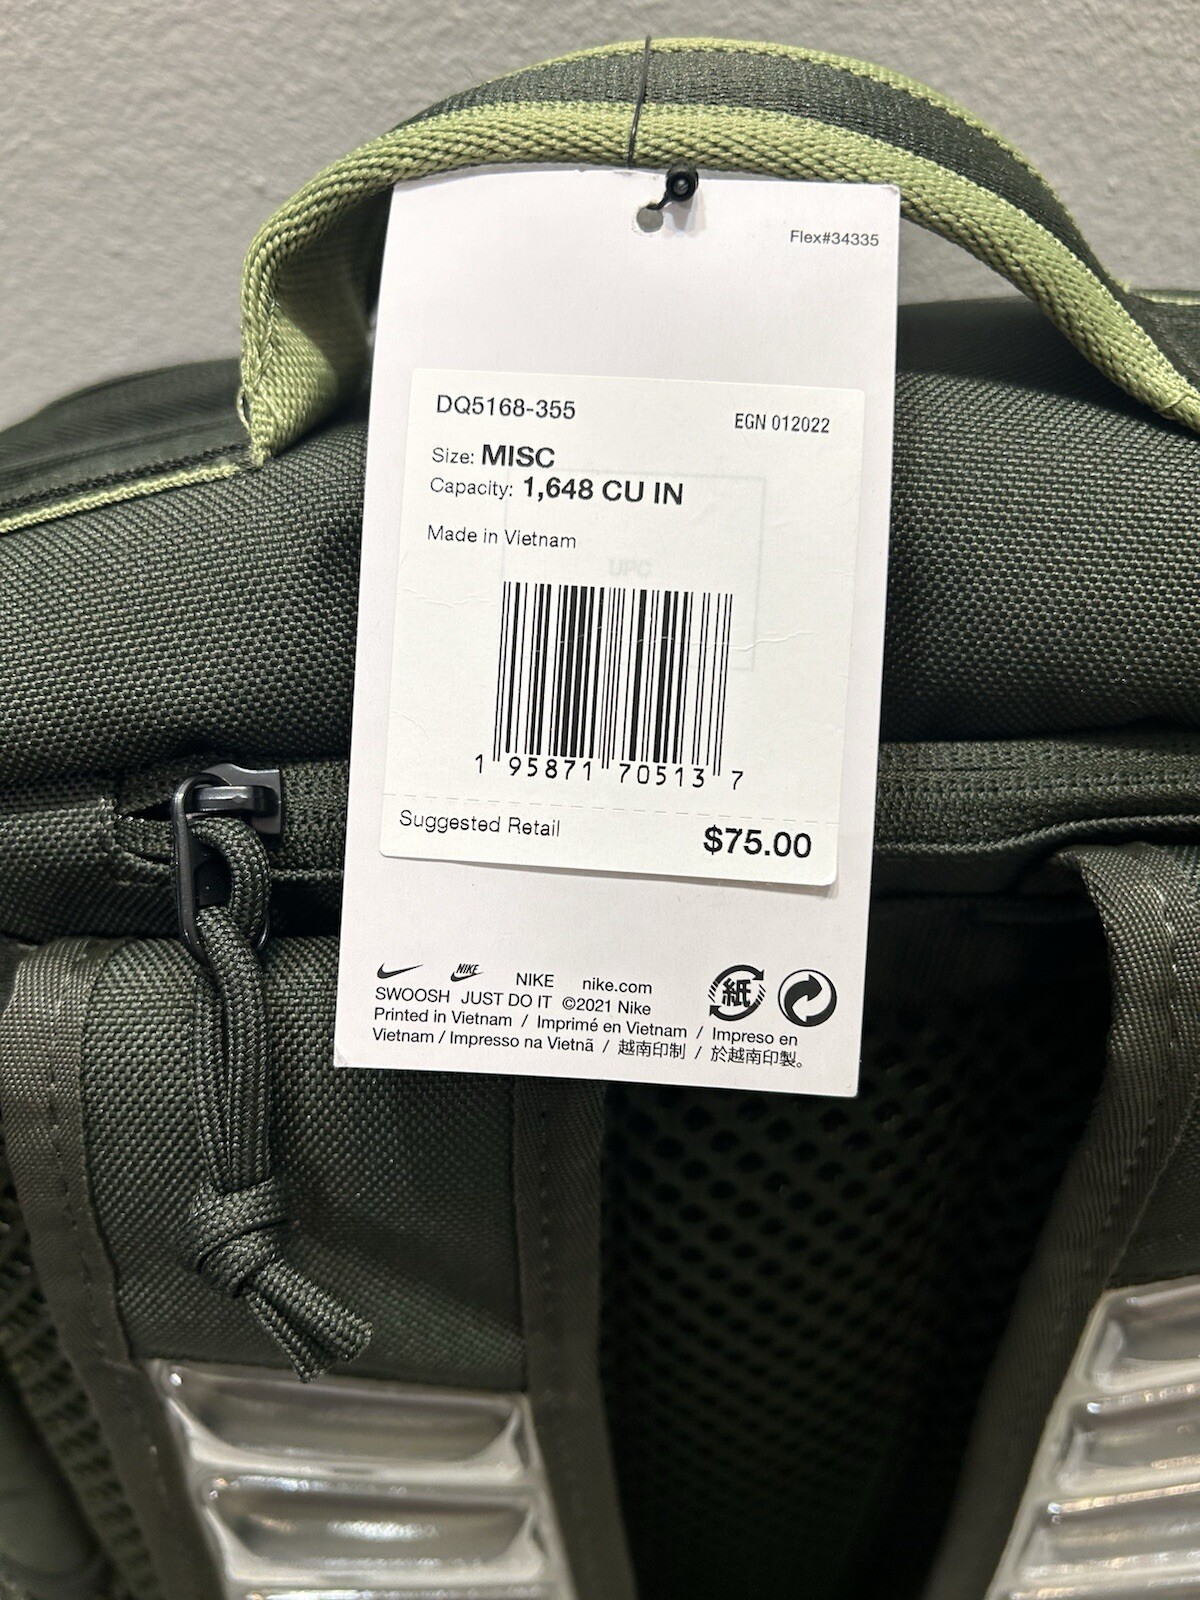 Flex#34335
DQ5168-355
EGN 012022
Size: MISC
Capacity: 1,648 CU IN
Made in Vietnam
UPC
1 95871 70513 7
Suggested Retail $75.00
NIKE NIKE nike.com
SWOOSH JUST DO IT ©2021 Nike
紙
Printed in Vietnam / Imprimé en Vietnam / Impreso en
Vietnam / Impresso na Vietnã / 越南印制 / 於越南印製。